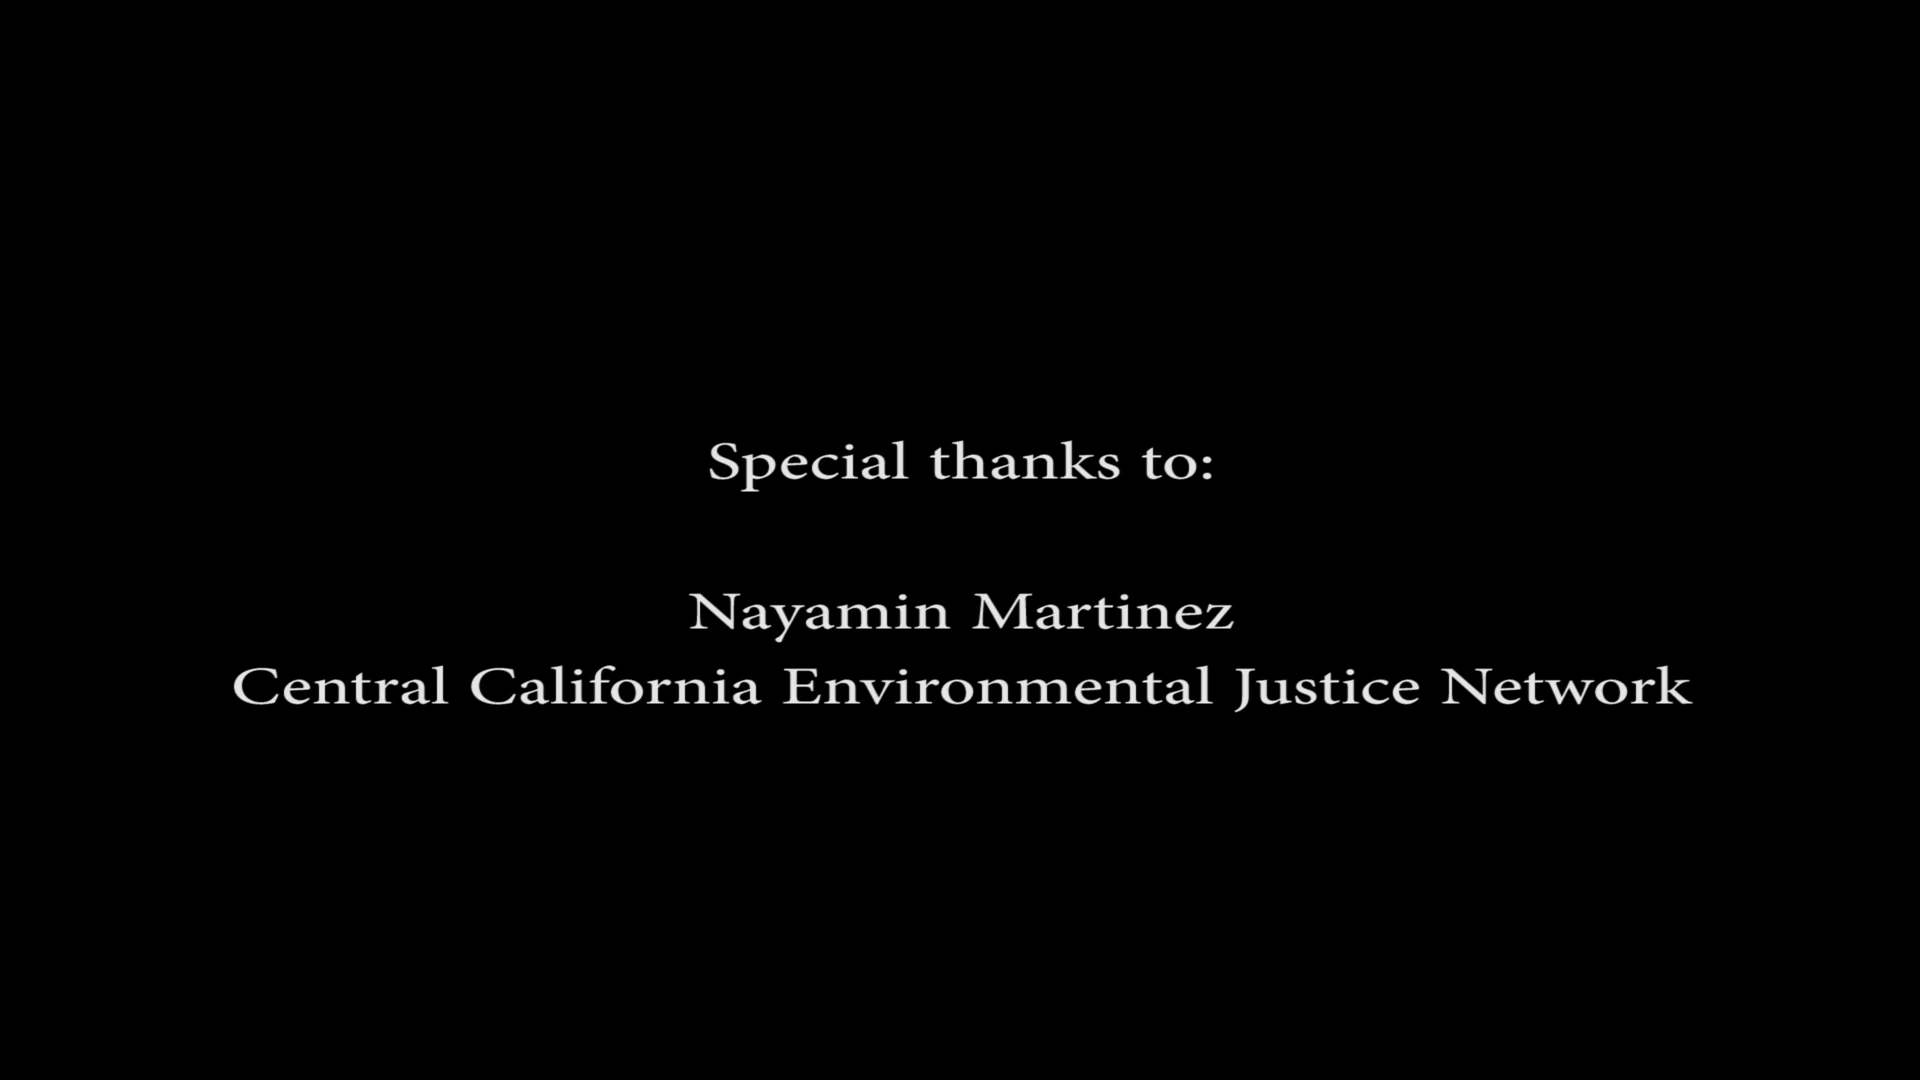 Special thanks to:
Nayamin Martinez
Central California Environmental Justice Network